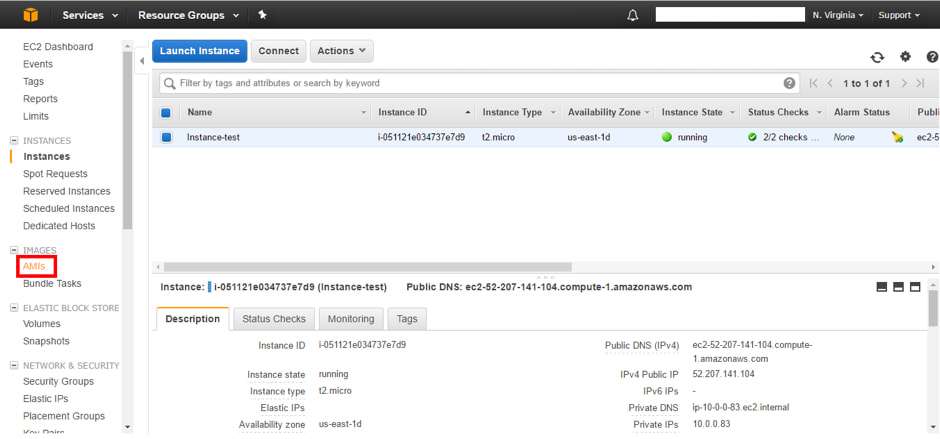 Services Resource Groups N. Virginia Support
EC2 Dashboard
Events
Tags
Reports
Limits
INSTANCES
Instances
Spot Requests
Reserved Instances
Scheduled Instances
Dedicated Hosts
IMAGES
AMIs
Bundle Tasks
ELASTIC BLOCK STORE
Volumes
Snapshots
NETWORK & SECURITY
Security Groups
Elastic IPs
Placement Groups
Key Pairs
Launch Instance Connect Actions
Filter by tags and attributes or search by keyword 1 to 1 of 1
Name Instance ID Instance Type Availability Zone Instance State Status Checks Alarm Status Publi
Instance-test i-051121e034737e7d9 t2.micro us-east-1d running 2/2 checks ... None ec2-5
Instance: i-051121e034737e7d9 (Instance-test) Public DNS: ec2-52-207-141-104.compute-1.amazonaws.com
Description Status Checks Monitoring Tags
Instance ID i-051121e034737e7d9 Public DNS (IPv4) ec2-52-207-141-104.compute-
1.amazonaws.com
Instance state running IPv4 Public IP 52.207.141.104
Instance type t2.micro IPv6 IPs -
Elastic IPs Private DNS ip-10-0-0-83.ec2.internal
Availability zone us-east-1d Private IPs 10.0.0.83